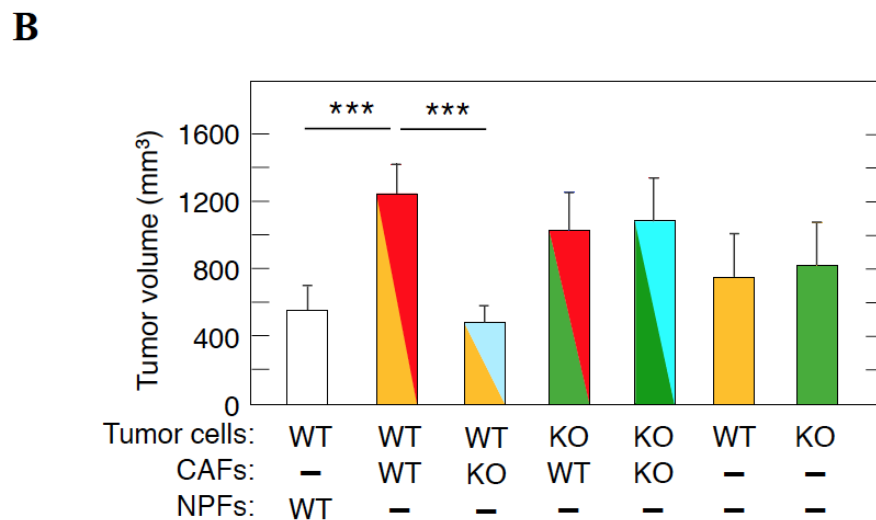 B
*** ***
Tumor volume (mm³)
1600
1200
800
400
0
Tumor cells: WT WT WT KO KO WT KO
CAFs: – WT KO WT KO – –
NPFs: WT – – – – – –